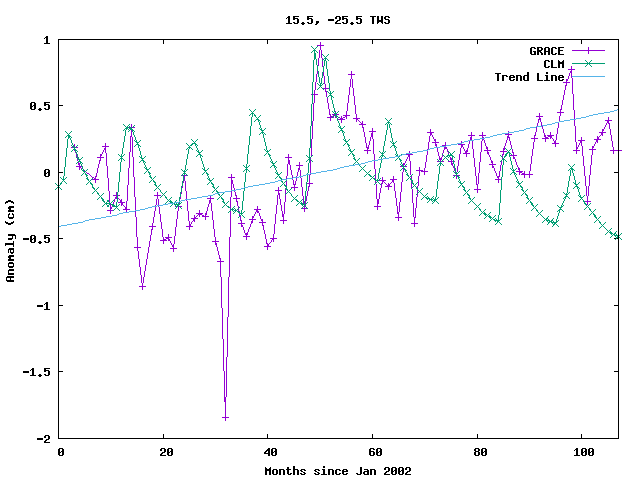 15.5, -25.5 TWS
GRACE
CLM
Trend Line
1
0.5
0
-0.5
-1
-1.5
-2
Anomaly (cm)
0 20 40 60 80 100
Months since Jan 2002